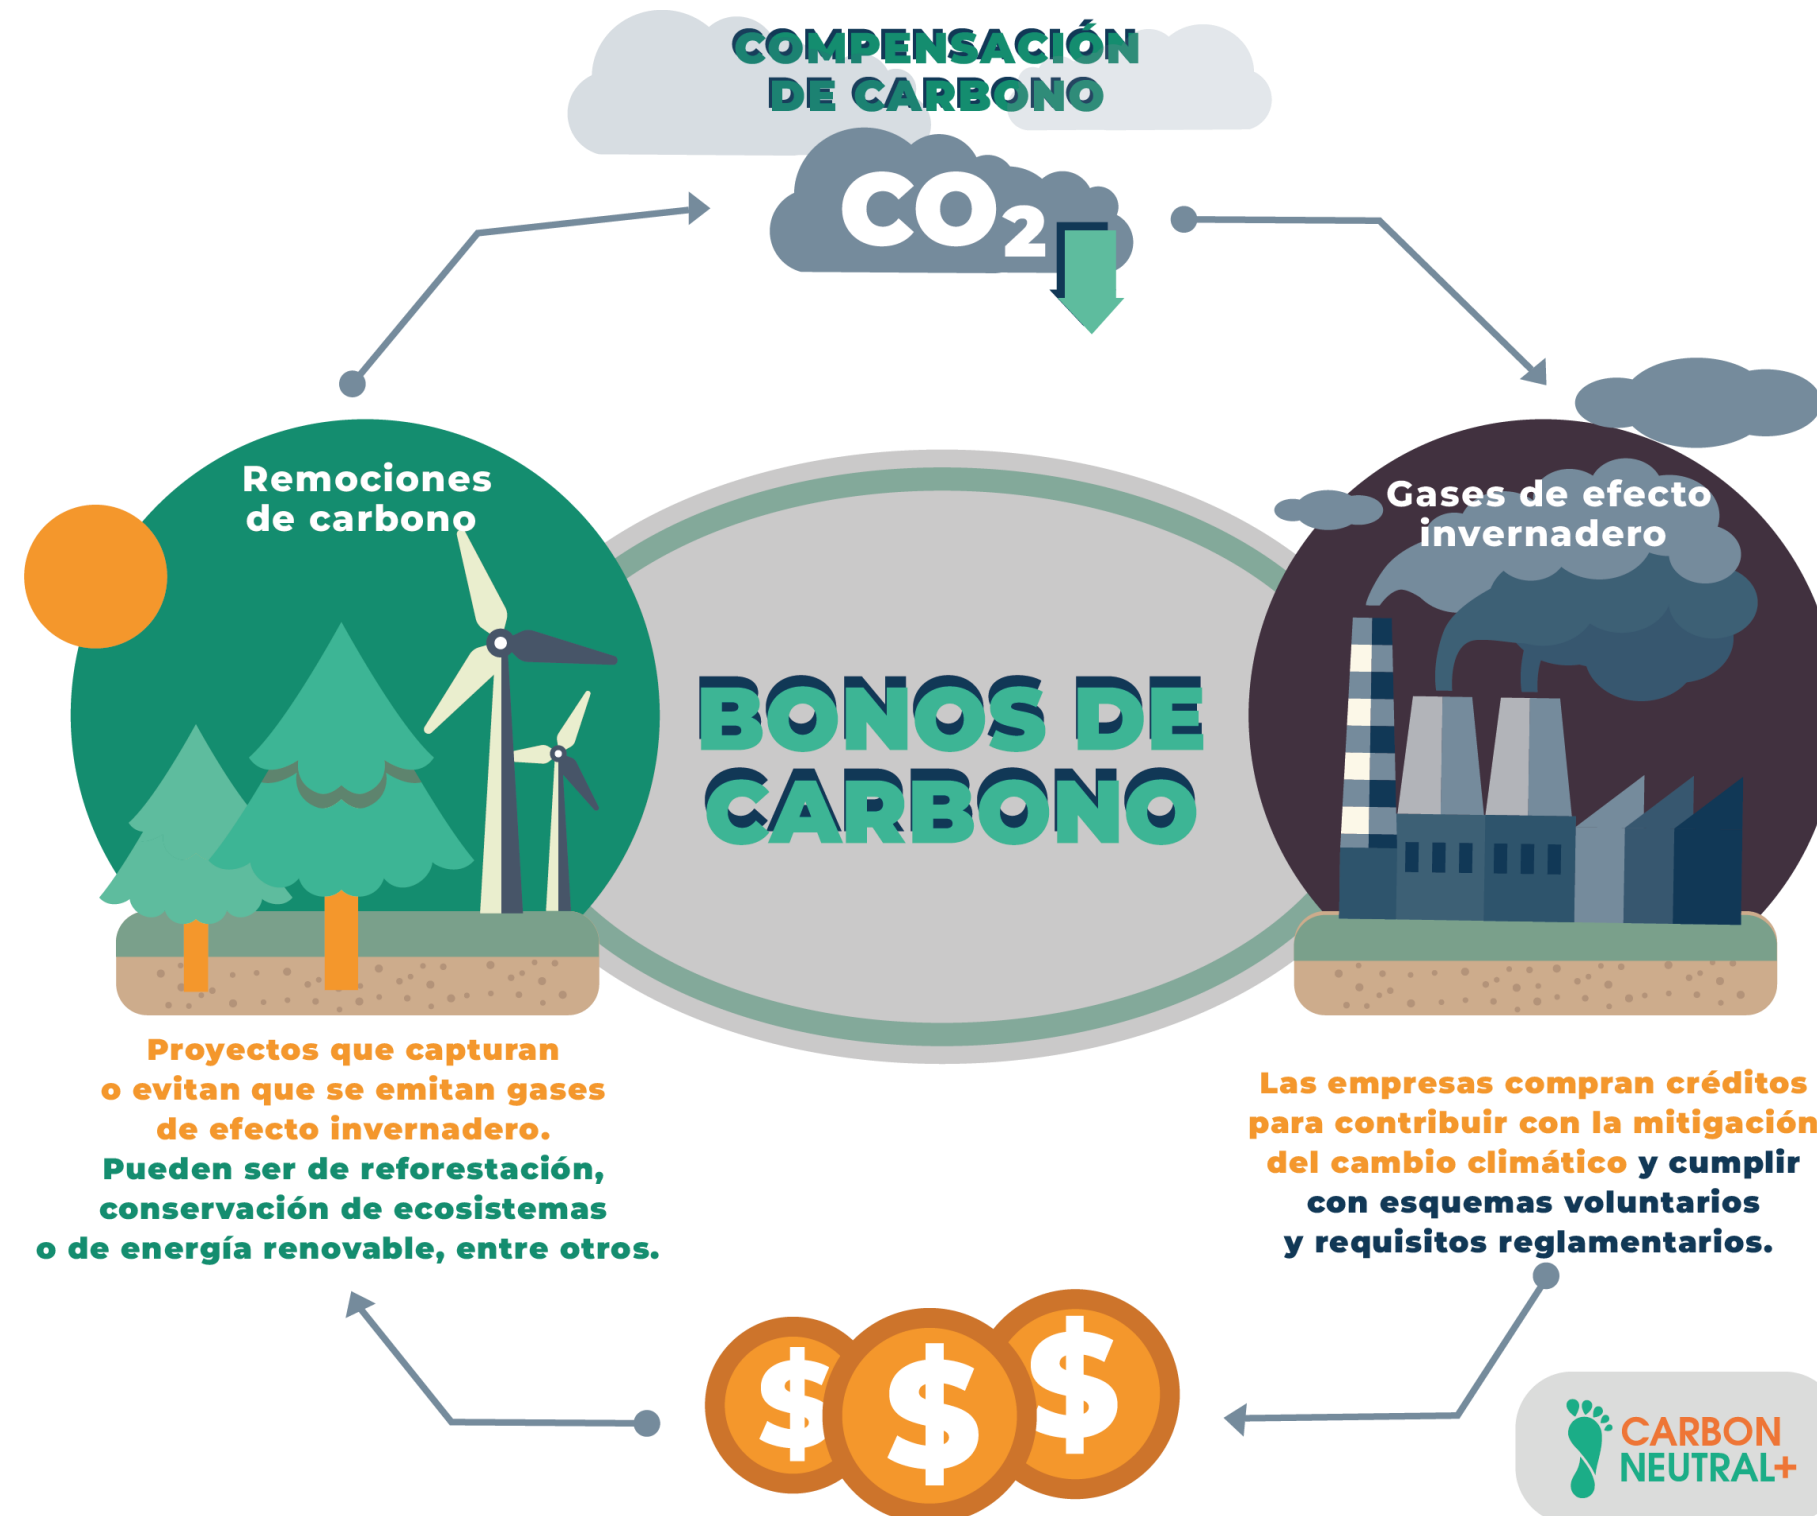 COMPENSACIÓN
DE CARBONO
CO₂
Remociones
de carbono
Gases de efecto
invernadero
BONOS DE
CARBONO
Proyectos que capturan
o evitan que se emitan gases
de efecto invernadero.
Pueden ser de reforestación,
conservación de ecosistemas
o de energía renovable, entre otros.
Las empresas compran créditos
para contribuir con la mitigación
del cambio climático y cumplir
con esquemas voluntarios
y requisitos reglamentarios.
$ $ $
CARBON
NEUTRAL+